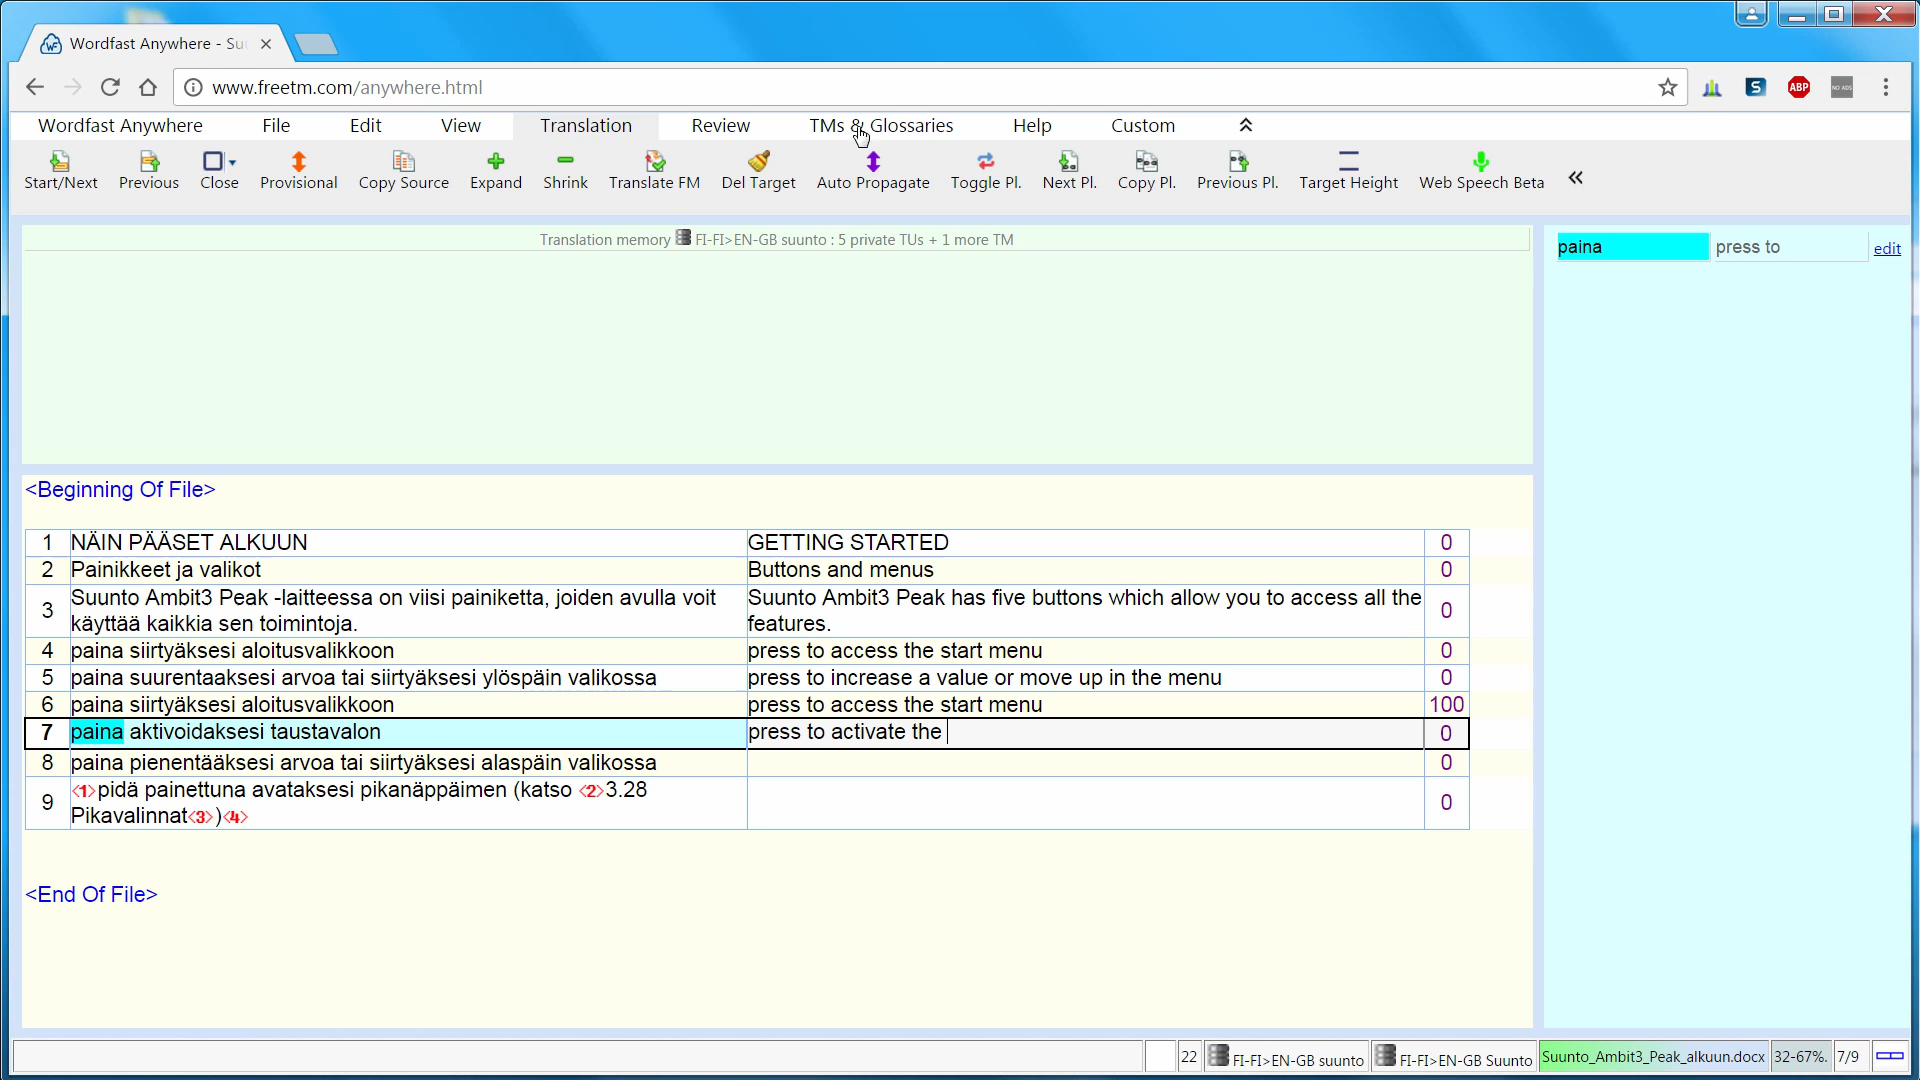 Wordfast Anywhere - Su
www.freetm.com/anywhere.html
ABP
NO ADS
Wordfast Anywhere File Edit View Translation Review TMs & Glossaries Help Custom
Start/Next Previous Close Provisional Copy Source Expand Shrink Translate FM Del Target Auto Propagate Toggle Pl. Next Pl. Copy Pl. Previous Pl. Target Height Web Speech Beta
Translation memory FI-FI>EN-GB suunto : 5 private TUs + 1 more TM
paina press to edit
<Beginning Of File>
1 NÄIN PÄÄSET ALKUUN GETTING STARTED 0
2 Painikkeet ja valikot Buttons and menus 0
3 Suunto Ambit3 Peak -laitteessa on viisi painiketta, joiden avulla voit Suunto Ambit3 Peak has five buttons which allow you to access all the 0
käyttää kaikkia sen toimintoja. features.
4 paina siirtyäksesi aloitusvalikkoon press to access the start menu 0
5 paina suurentaaksesi arvoa tai siirtyäksesi ylöspäin valikossa press to increase a value or move up in the menu 0
6 paina siirtyäksesi aloitusvalikkoon press to access the start menu 100
7 paina aktivoidaksesi taustavalon press to activate the 0
8 paina pienentääksesi arvoa tai siirtyäksesi alaspäin valikossa 0
9 <1>pidä painettuna avataksesi pikanäppäimen (katso <2>3.28 0
Pikavalinnat<3>)<4>
<End Of File>
22 FI-FI>EN-GB suunto FI-FI>EN-GB Suunto Suunto_Ambit3_Peak_alkuun.docx 32-67%. 7/9